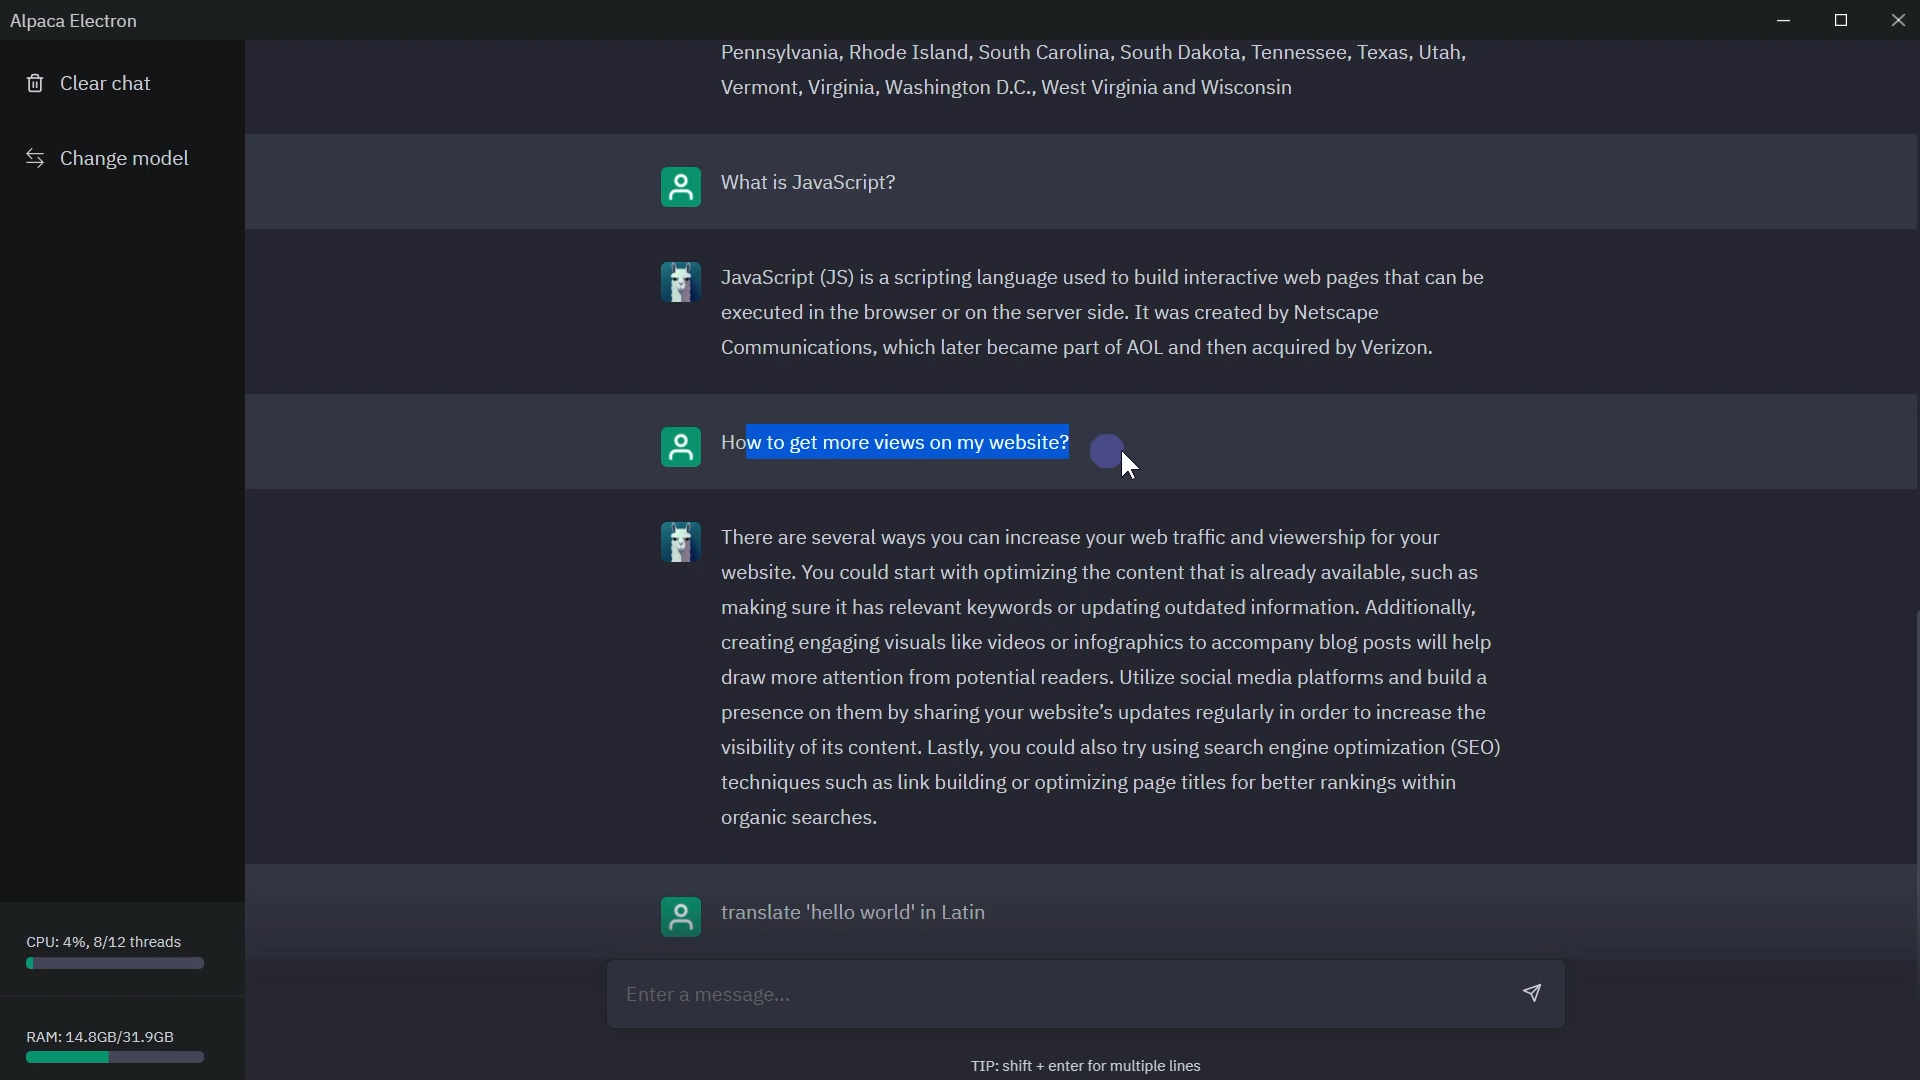 Alpaca Electron
Clear chat
Change model
Pennsylvania, Rhode Island, South Carolina, South Dakota, Tennessee, Texas, Utah,
Vermont, Virginia, Washington D.C., West Virginia and Wisconsin
What is JavaScript?
JavaScript (JS) is a scripting language used to build interactive web pages that can be
executed in the browser or on the server side. It was created by Netscape
Communications, which later became part of AOL and then acquired by Verizon.
How to get more views on my website?
There are several ways you can increase your web traffic and viewership for your
website. You could start with optimizing the content that is already available, such as
making sure it has relevant keywords or updating outdated information. Additionally,
creating engaging visuals like videos or infographics to accompany blog posts will help
draw more attention from potential readers. Utilize social media platforms and build a
presence on them by sharing your website’s updates regularly in order to increase the
visibility of its content. Lastly, you could also try using search engine optimization (SEO)
techniques such as link building or optimizing page titles for better rankings within
organic searches.
translate 'hello world' in Latin
CPU: 4%, 8/12 threads
RAM: 14.8GB/31.9GB
Enter a message...
TIP: shift + enter for multiple lines